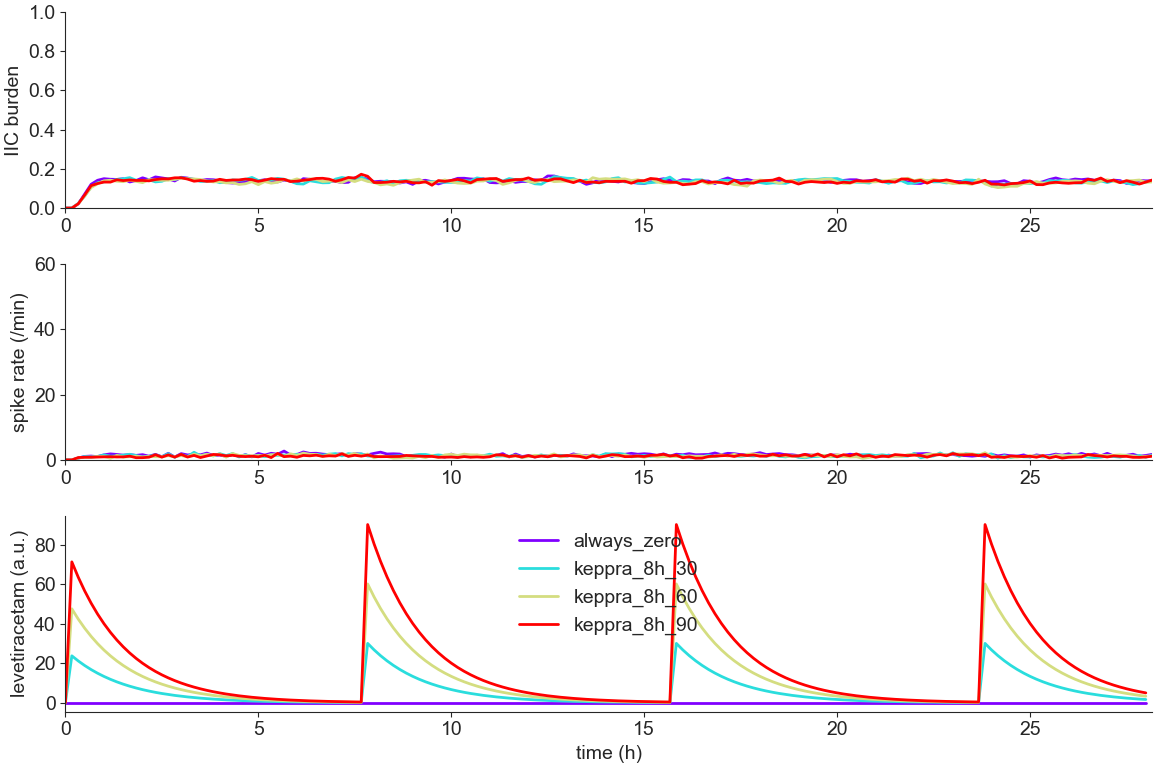 IIC burden
1.0
0.8
0.6
0.4
0.2
0.0
0 5 10 15 20 25
spike rate (/min)
60
40
20
0
0 5 10 15 20 25
levetiracetam (a.u.)
80
60
40
20
0
always_zero
keppra_8h_30
keppra_8h_60
keppra_8h_90
0 5 10 15 20 25
time (h)